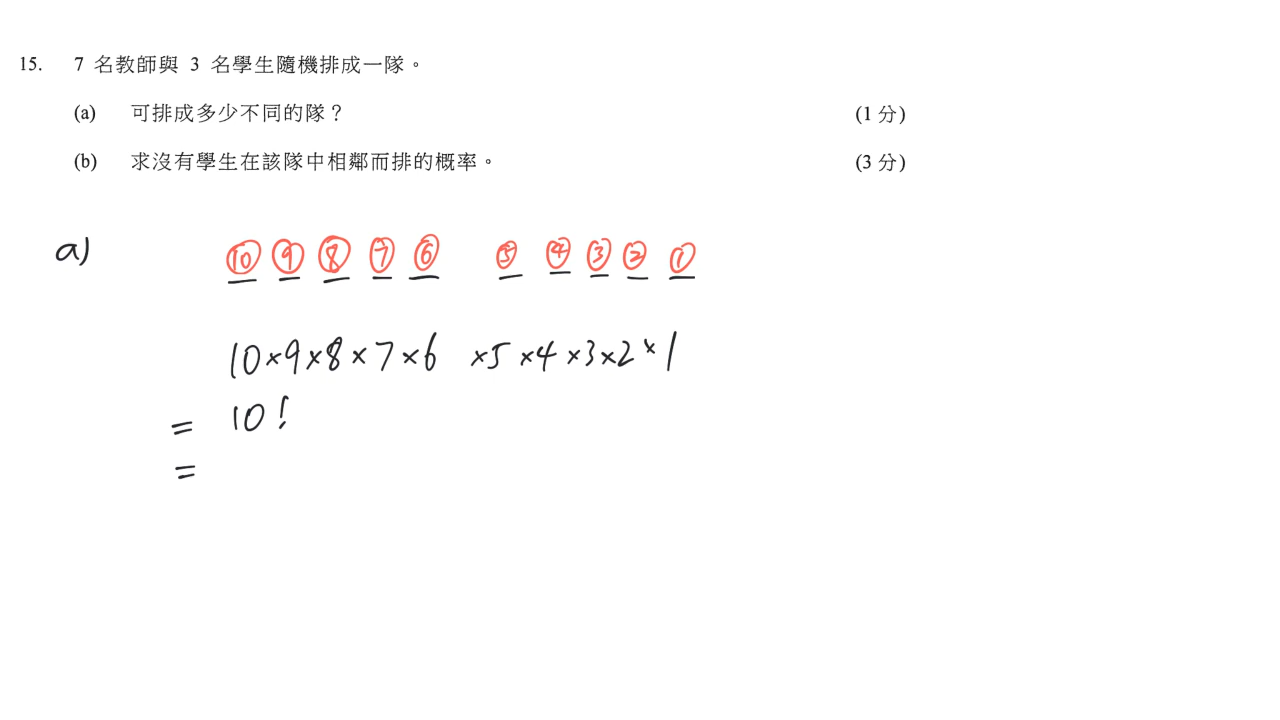 15. 7 名教師與 3 名學生隨機排成一隊。
(a) 可排成多少不同的隊？ (1 分)
(b) 求沒有學生在該隊中相鄰而排的概率。 (3 分)
a) ⑩ ⑨ ⑧ ⑦ ⑥ ⑤ ④ ③ ② ①
10×9×8×7×6 ×5×4×3×2×1
= 10!
=